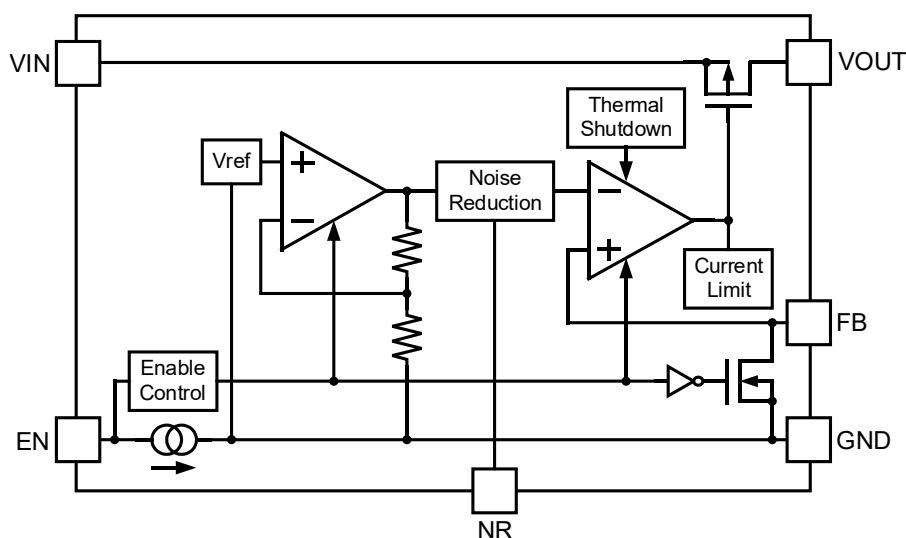 VIN
VOUT
Thermal
Shutdown
Vref
+
−
Noise
Reduction
−
+
Current
Limit
FB
Enable
Control
EN
GND
NR